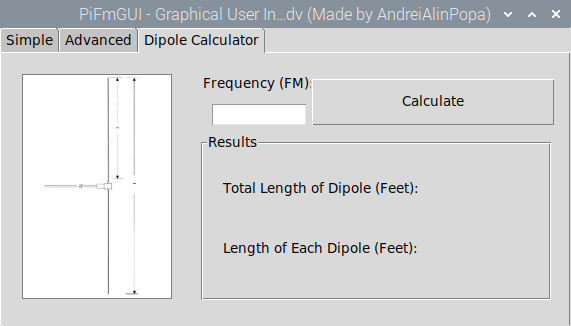 PiFmGUI - Graphical User In...dv (Made by AndreiAlinPopa)
Simple
Advanced
Dipole Calculator
Frequency (FM):
Calculate
Results
Total Length of Dipole (Feet):
Length of Each Dipole (Feet):